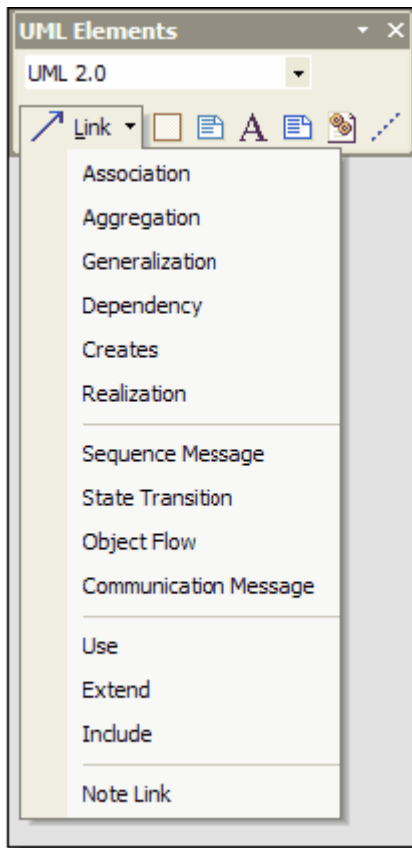 UML Elements
UML 2.0
Link
Association
Aggregation
Generalization
Dependency
Creates
Realization
Sequence Message
State Transition
Object Flow
Communication Message
Use
Extend
Include
Note Link